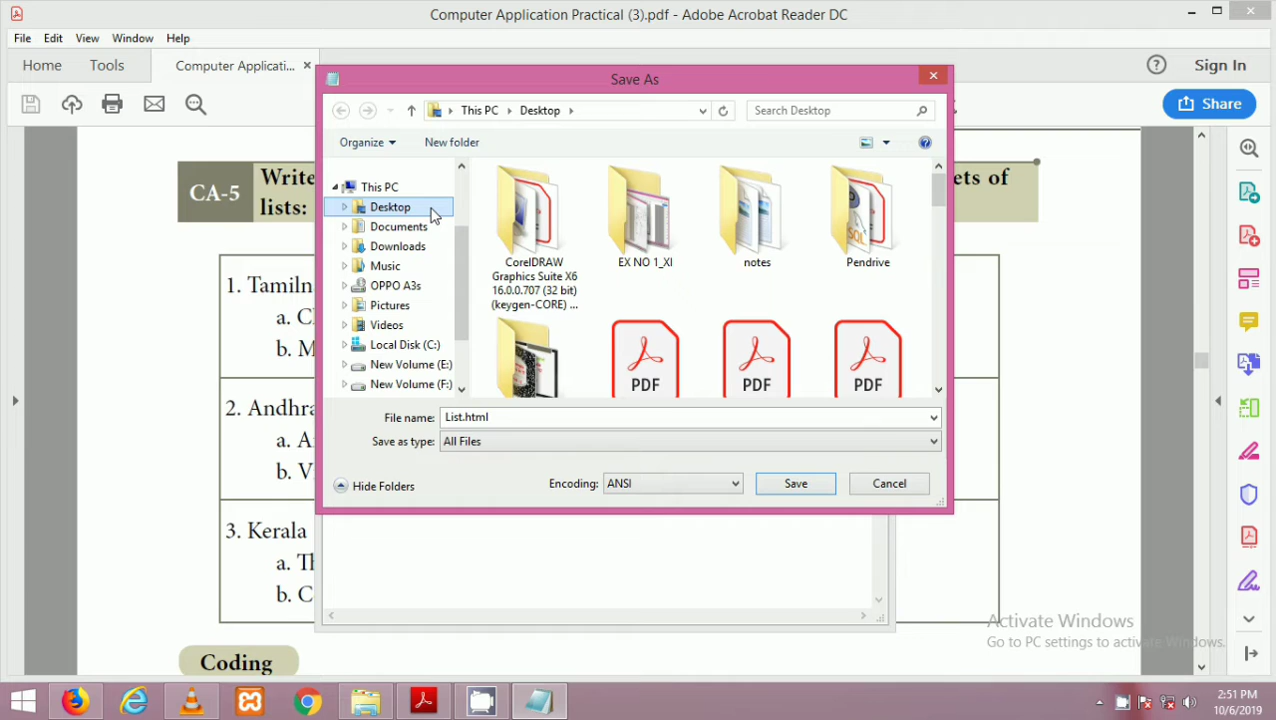 Computer Application Practical (3).pdf - Adobe Acrobat Reader DC
File Edit View Window Help
Home Tools Computer Applicati... × Sign In
Share
CA-5 Write
lists:
ets of
1. Tamiln
a. C
b. M
2. Andhra
a. A
b. V
3. Kerala
a. Th
b. C
Coding
Save As
This PC Desktop
Search Desktop
Organize New folder
This PC
Desktop
Documents
Downloads
Music
OPPO A3s
Pictures
Videos
Local Disk (C:)
New Volume (E:)
New Volume (F:)
CorelDRAW
Graphics Suite X6
16.0.0.707 (32 bit)
(keygen-CORE) ...
EX NO 1_XI
notes
Pendrive
PDF PDF PDF
File name: List.html
Save as type: All Files
Hide Folders
Encoding: ANSI Save Cancel
Activate Windows
Go to PC settings to activate Windows.
2:51 PM
10/6/2019